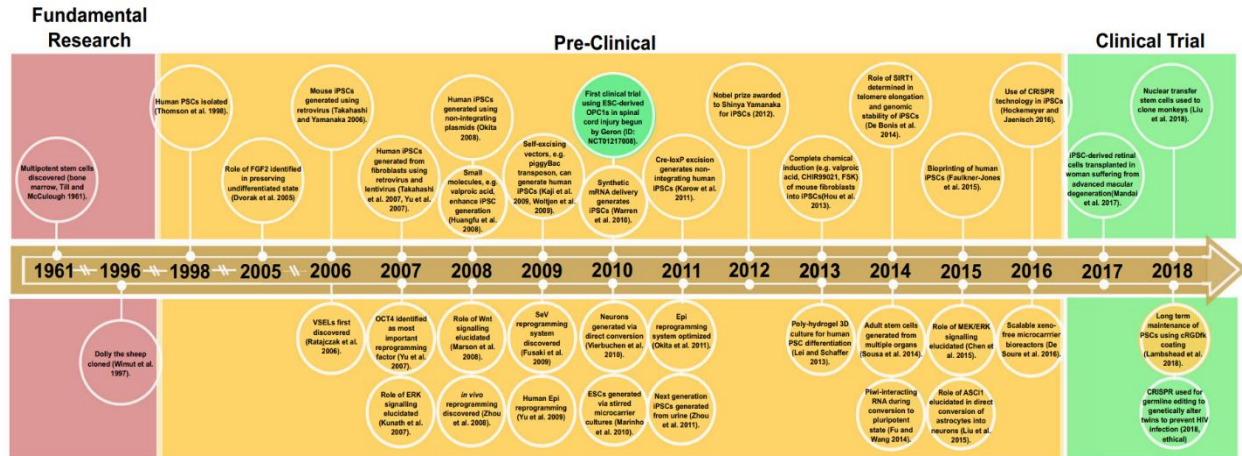 Fundamental
Research
Pre-Clinical
Clinical Trial
Multipotent stem cells
discovered (bone
marrow, Till and
McCulough 1961).
Human PSCs isolated
(Thomson et al. 1998).
Role of FGF2 identified
in preserving
undifferentiated state
(Dvorak et al. 2005)
Mouse iPSCs
generated using
retrovirus (Takahashi
and Yamanaka 2006).
Human iPSCs
generated from
fibroblasts using
retrovirus and
lentivirus (Takahashi
et al. 2007, Yu et al.
2007).
Human iPSCs
generated using
non-integrating
plasmids (Okita
2008).
Small molecules, e.g.
valproic acid,
enhance iPSC
generation (Huangfu
et al. 2008).
Self-excising
vectors, e.g.
piggyBac
transposon, can
generate human
iPSCs (Kaji et al.
2009, Woltjen et al.
2009).
First clinical trial
using ESC-derived
OPC1s in spinal
cord injury begun
by Geron (ID:
NCT01217008).
Synthetic
mRNA delivery
generates
iPSCs (Warren
et al. 2010).
Cre-loxP excision
generates non-
integrating human
iPSCs (Karow et al.
2011).
Nobel prize awarded
to Shinya Yamanaka
for iPSCs (2012).
Complete chemical
induction (e.g. valproic
acid, CHIR99021, FSK)
of mouse fibroblasts
into iPSCs(Hou et al.
2013).
Role of SIRT1
determined in
telomere elongation
and genomic
stability of iPSCs
(De Bonis et al.
2014).
Bioprinting of human
iPSCs (Faulkner-Jones
et al. 2015).
Use of CRISPR
technology in iPSCs
(Hockemeyer and
Jaenisch 2016).
iPSC-derived retinal
cells transplanted in
woman suffering from
advanced macular
degeneration(Mandai
et al. 2017).
Nuclear transfer
stem cells used to
clone monkeys (Liu
et al. 2018).
1961 1996 1998 2005 2006 2007 2008 2009 2010 2011 2012 2013 2014 2015 2016 2017 2018
Dolly the sheep
cloned (Wimut et al.
1997).
VSELs first
discovered
(Ratajczak et al.
2006).
OCT4 identified
as most
important
reprogramming
factor (Yu et al.
2007).
Role of ERK
signalling
elucidated
(Kunath et al.
2007).
Role of Wnt
signalling
elucidated
(Marson et al.
2008).
in vivo
reprogramming
discovered (Zhou
et al. 2008).
SeV
reprogramming
system
discovered
(Fusaki et al.
2009)
Human Epi
reprogramming
(Yu et al. 2009)
Neurons
generated via
direct conversion
(Vierbuchen et al.
2010).
ESCs generated
via stirred
microcarrier
cultures (Marinho
et al. 2010).
Epi
reprogramming
system optimized
(Okita et al. 2011).
Next generation
iPSCs generated
from urine (Zhou et
al. 2011).
Poly-hydrogel 3D
culture for human
PSC differentiation
(Lei and Schaffer
2013).
Adult stem cells
generated from
multiple organs
(Sousa et al. 2014).
Piwi-interacting
RNA during
conversion to
pluripotent
state (Fu and
Wang 2014).
Role of MEK/ERK
signalling
elucidated (Chen
et al. 2015).
Role of ASCl1
elucidated in direct
conversion of
astrocytes into
neurons (Liu et al.
2015).
Scalable xeno-
free microcarrier
bioreactors (De
Soure et al. 2016).
Long term
maintenance of
PSCs using cRGDfk
coating
(Lambshead et al.
2018).
CRISPR used for
germline editing to
genetically alter
twins to prevent HIV
infection (2018,
ethical)